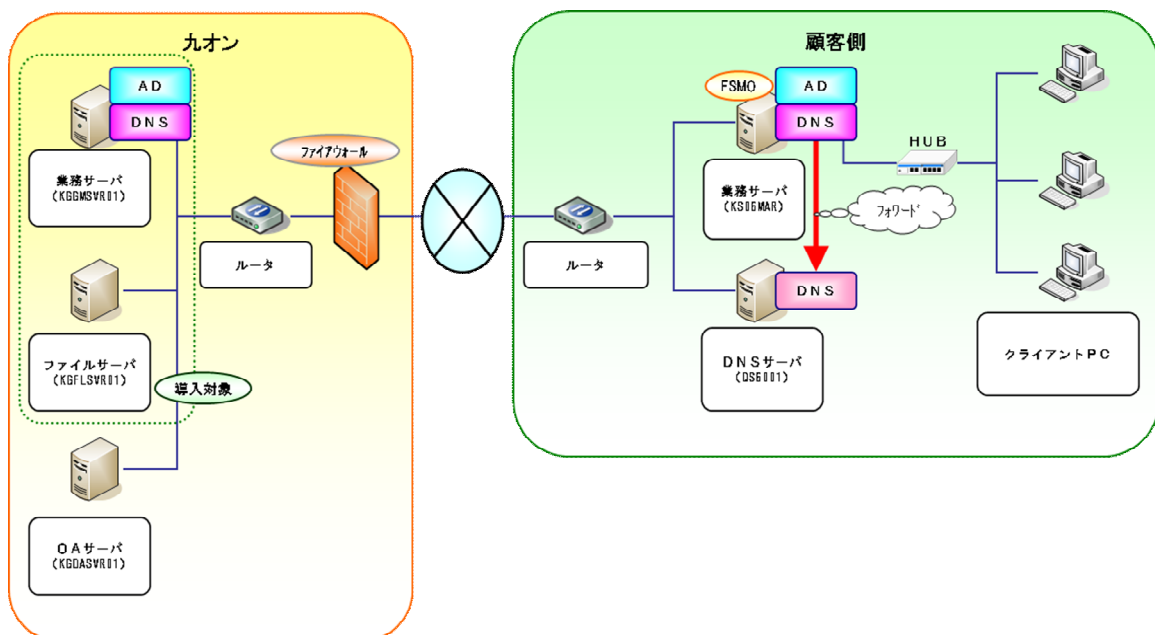 九オン
AD
DNS
業務サーバ
(KGGMSVR01)
ファイルサーバ
(KGFLSVR01)
導入対象
OAサーバ
(KGOASVR01)
ルータ
ファイアウォール
顧客側
FSMO
AD
DNS
業務サーバ
(KS06MAR)
フォワード
HUB
ルータ
DNS
DNSサーバ
(QS6001)
クライアントPC